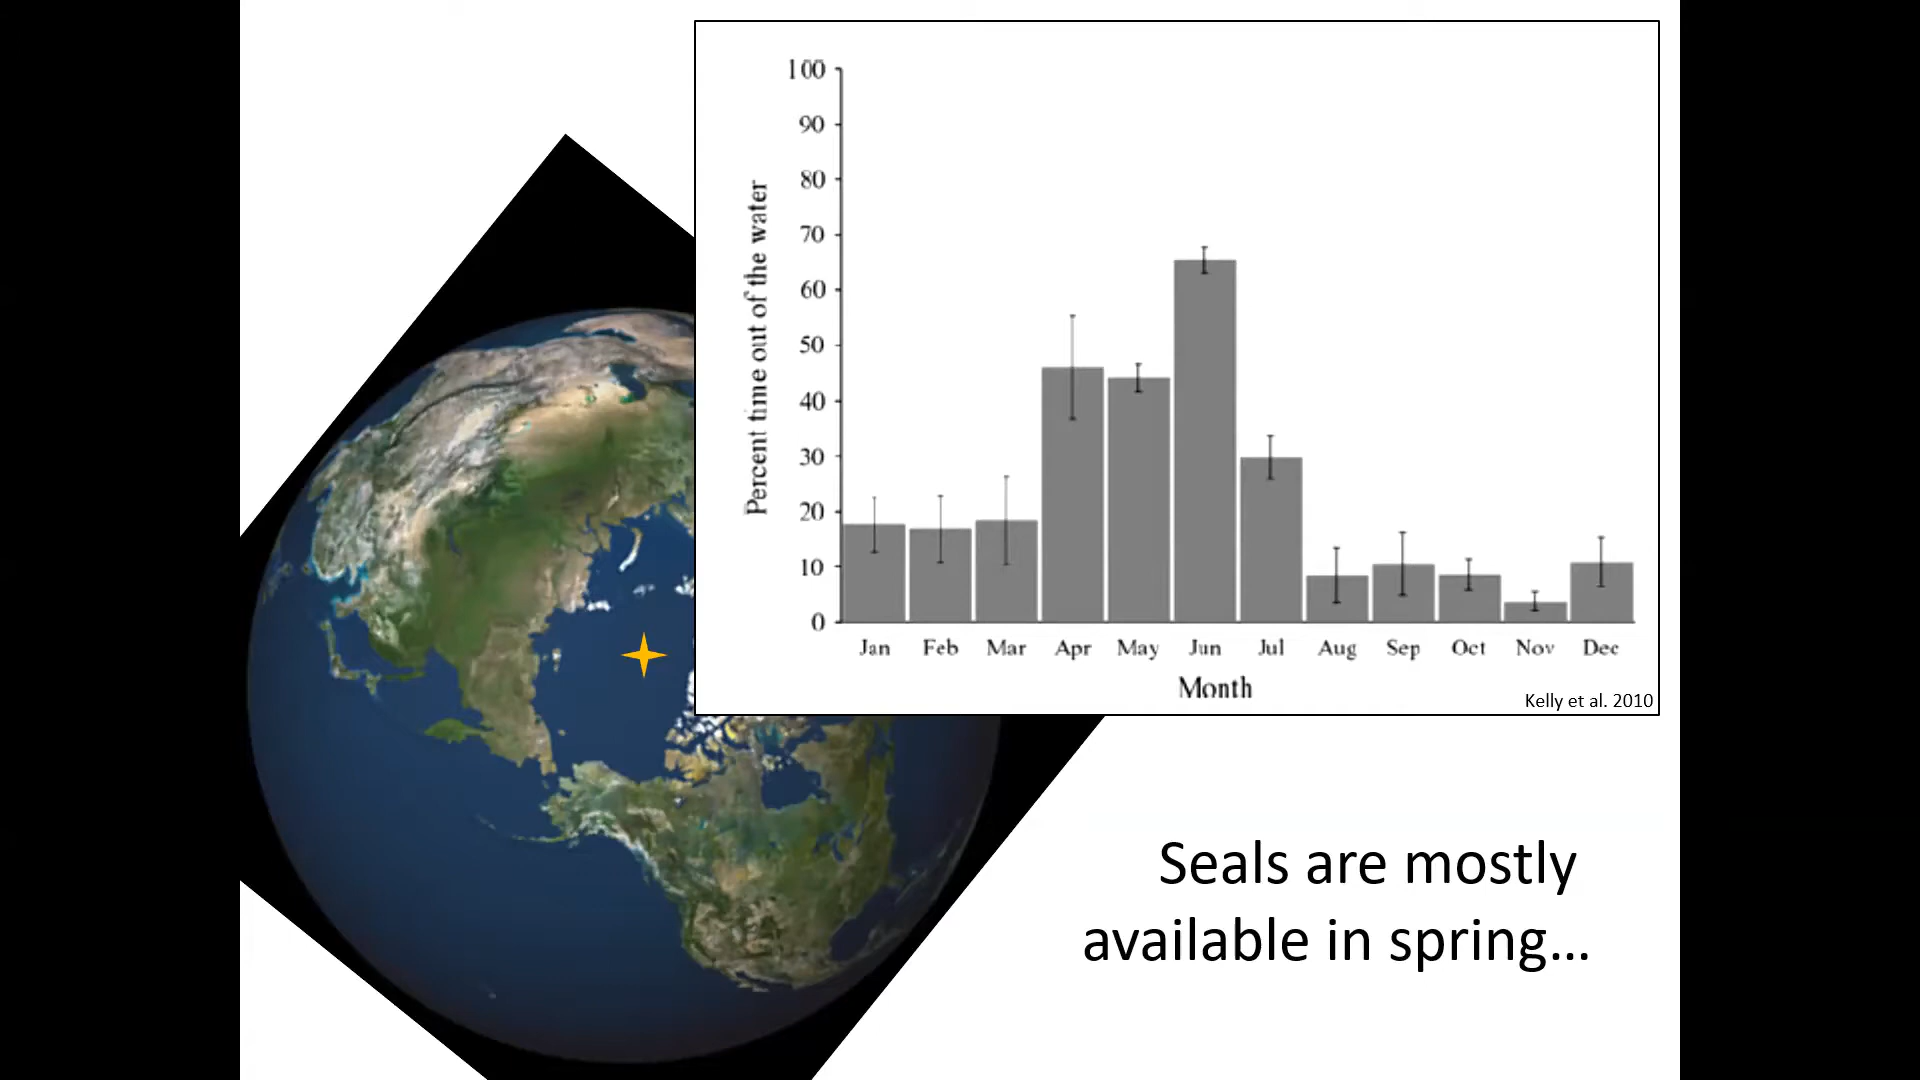 100
90
80
70
60
50
40
30
20
10
0
Percent time out of the water
Jan Feb Mar Apr May Jun Jul Aug Sep Oct Nov Dec
Month
Kelly et al. 2010
Seals are mostly
available in spring...